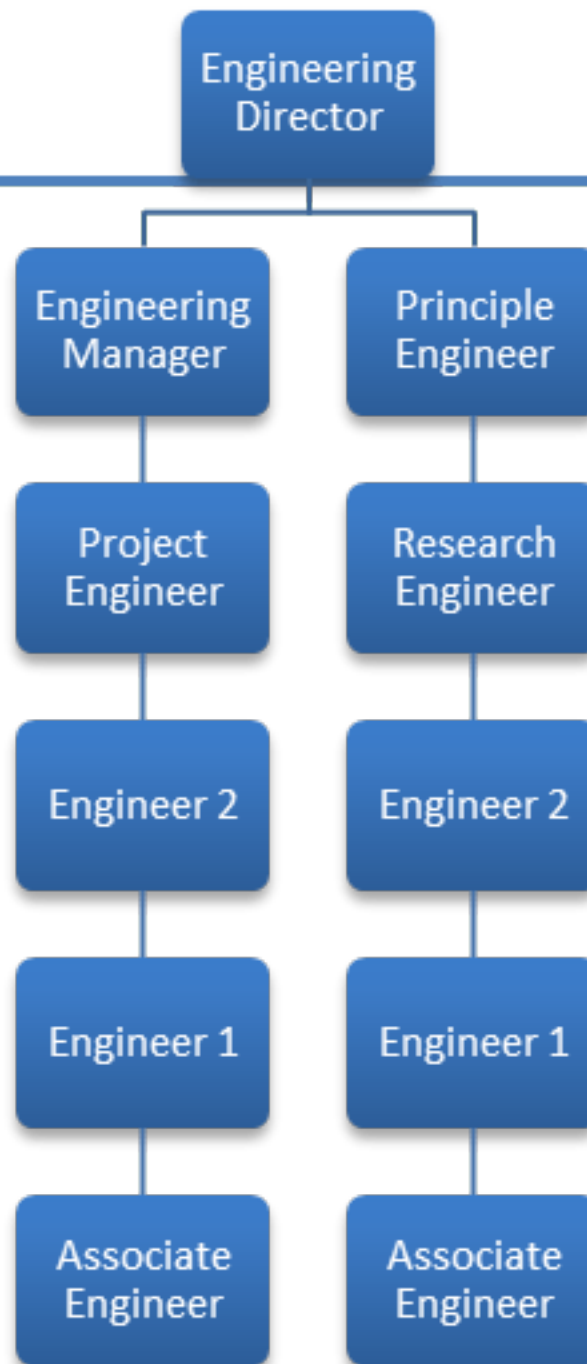 Engineering
Director
Engineering
Manager
Principle
Engineer
Project
Engineer
Research
Engineer
Engineer 2
Engineer 2
Engineer 1
Engineer 1
Associate
Engineer
Associate
Engineer